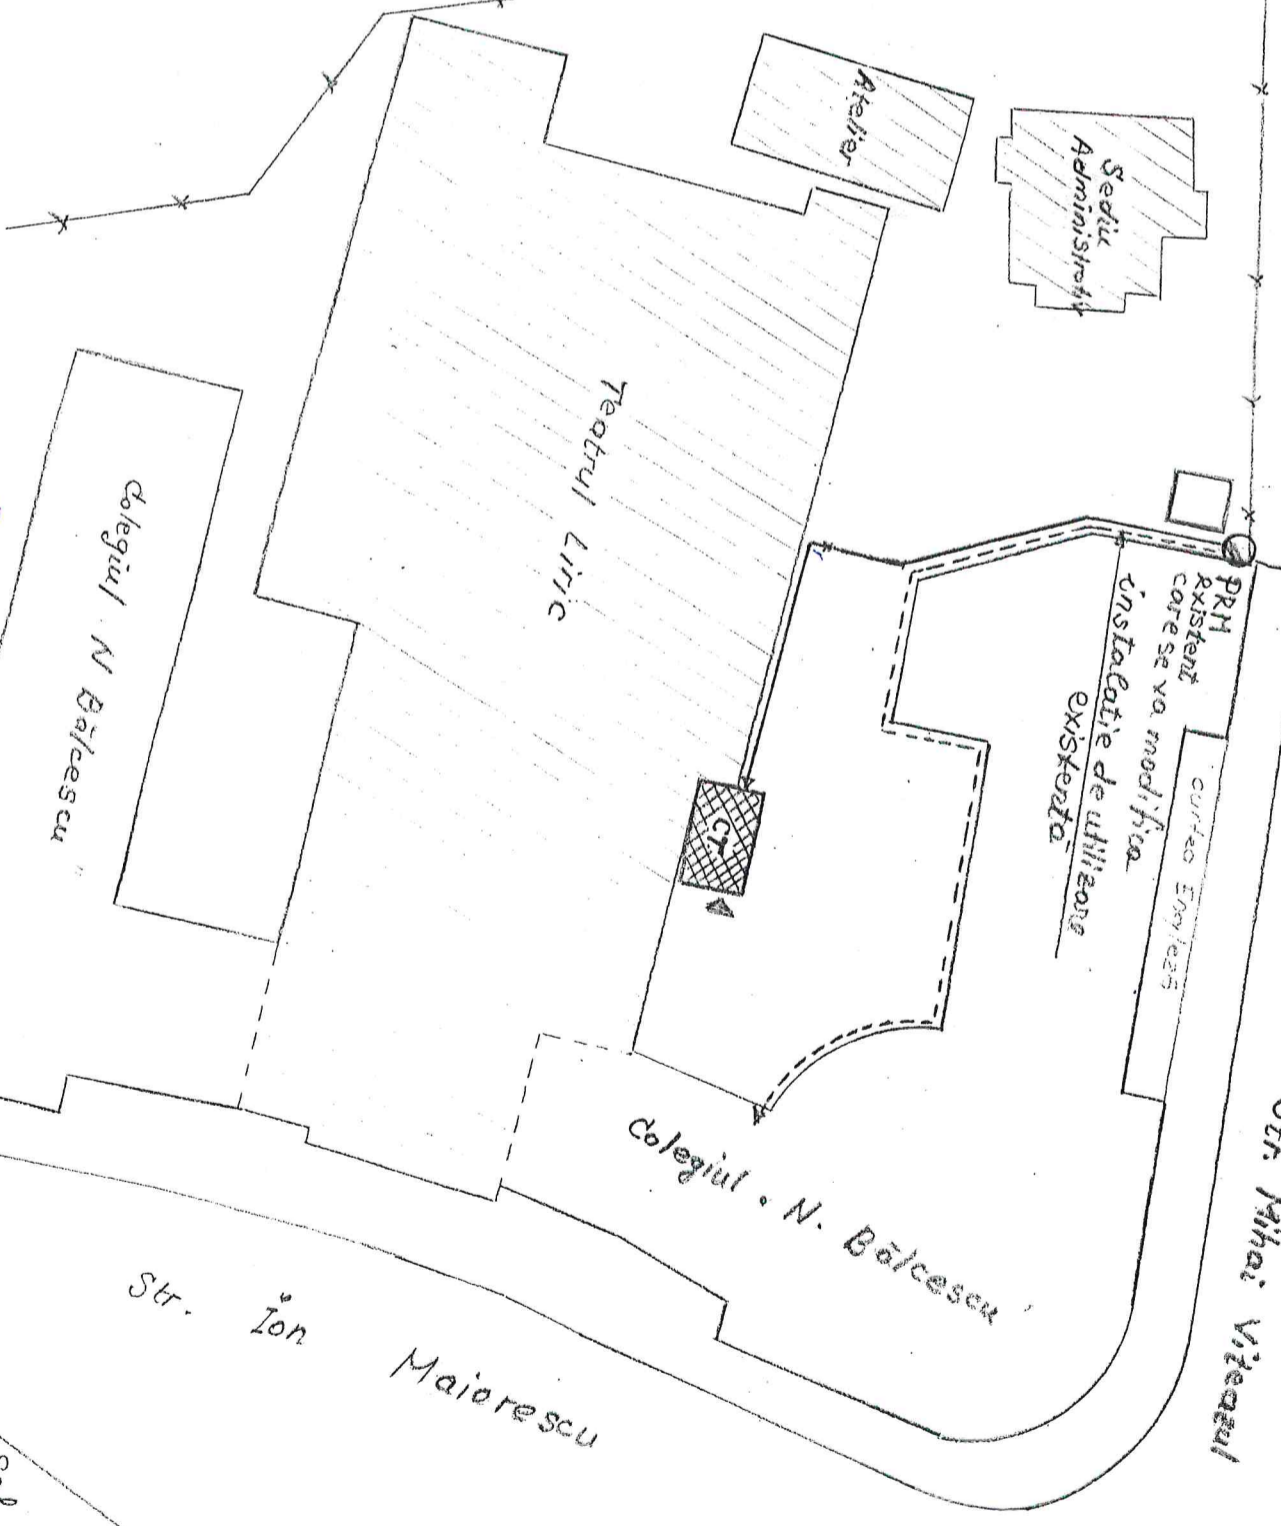 Atelier
Sediu
Administrativ
Teatrul Liric
PRM
existent
care se va modifica
instalatie de utilizare
existentă
curtea Engleză
CT
Colegiul N Bălcescu
Colegiul . N. Bălcescu
Str. Ion Maiorescu
Str. Mihai Viteazul